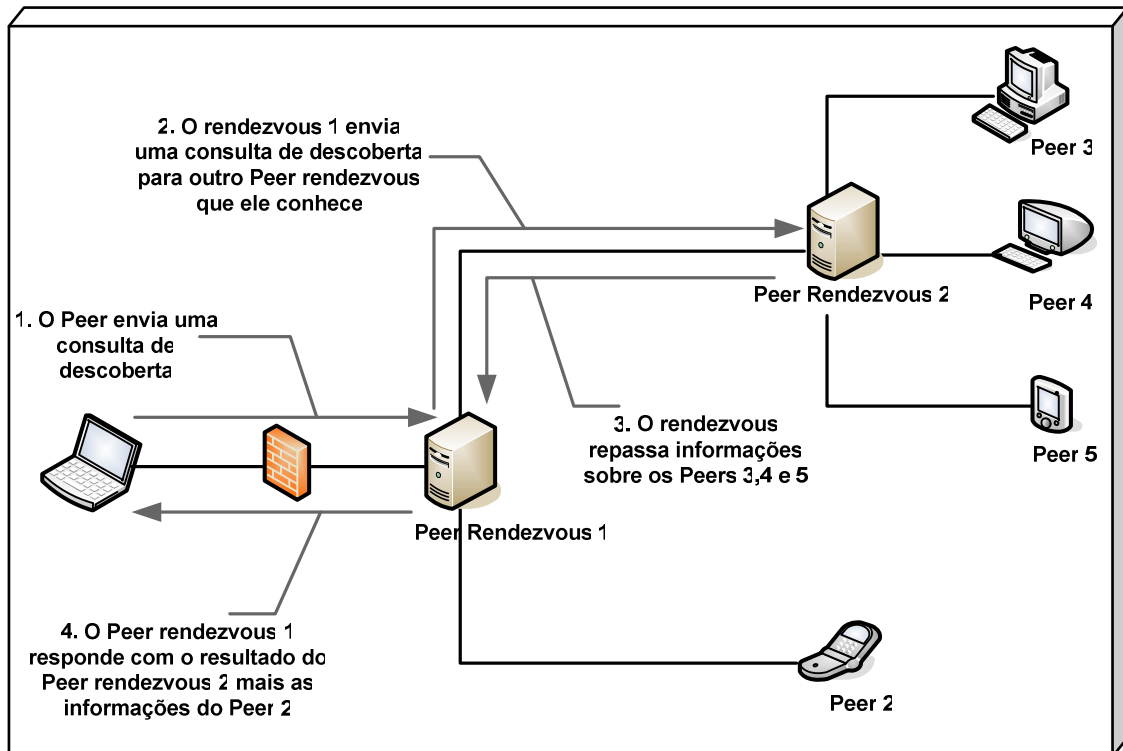 2. O rendezvous 1 envia
uma consulta de descoberta
para outro Peer rendezvous
que ele conhece
Peer 3
Peer Rendezvous 2
Peer 4
1. O Peer envia uma
consulta de
descoberta
3. O rendezvous
repassa informações
sobre os Peers 3,4 e 5
Peer 5
Peer Rendezvous 1
4. O Peer rendezvous 1
responde com o resultado do
Peer rendezvous 2 mais as
informações do Peer 2
Peer 2